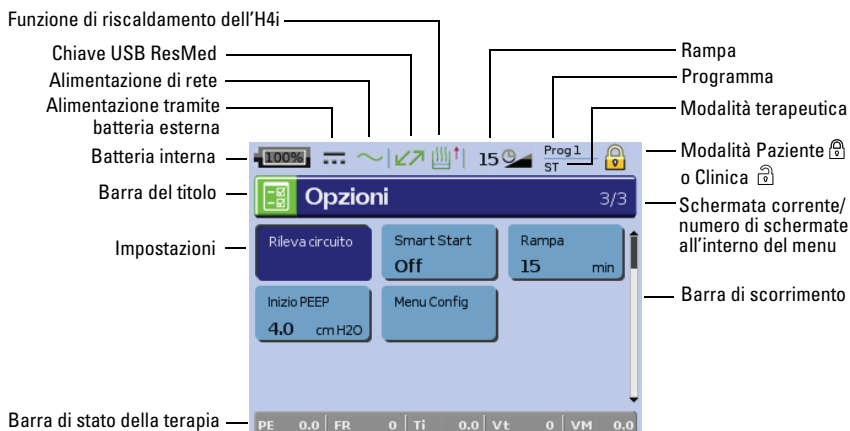 Funzione di riscaldamento dell'H4i
Chiave USB ResMed
Alimentazione di rete
Alimentazione tramite
batteria esterna
Batteria interna
Barra del titolo
Impostazioni
Barra di stato della terapia
Rampa
Programma
Modalità terapeutica
Modalità Paziente
o Clinica
Schermata corrente/
numero di schermate
all'interno del menu
Barra di scorrimento
100% 15 Prog 1
ST
Opzioni 3/3
Rileva circuito
Smart Start
Off
Rampa
15 min
Inizio PEEP
4.0 cm H2O
Menu Config
PE 0.0 FR 0 Ti 0.0 Vt 0 VM 0.0